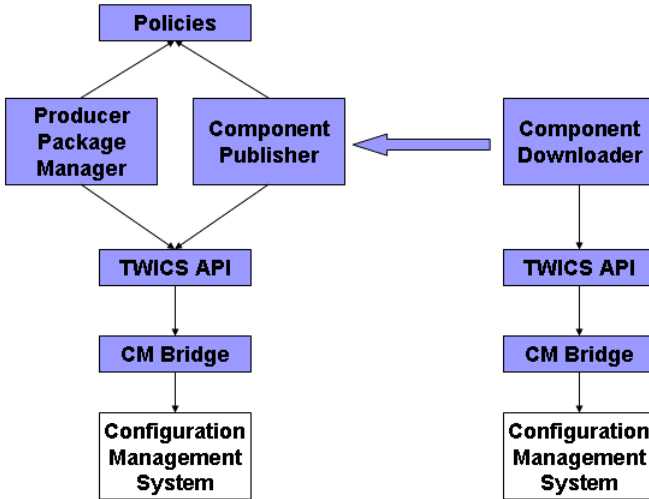 Policies
Producer
Package
Manager
Component
Publisher
Component
Downloader
TWICS API
TWICS API
CM Bridge
CM Bridge
Configuration
Management
System
Configuration
Management
System